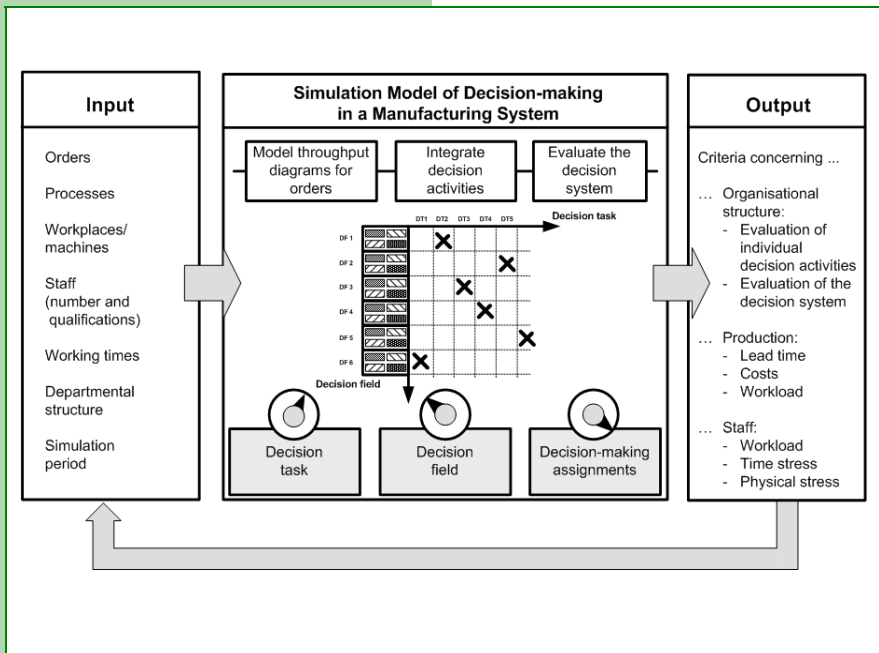 Input
Orders
Processes
Workplaces/
machines
Staff
(number and
qualifications)
Working times
Departmental
structure
Simulation
period
Simulation Model of Decision-making
in a Manufacturing System
Model throughput
diagrams for
orders
Integrate
decision
activities
Evaluate the
decision
system
DT1 DT2 DT3 DT4 DT5
Decision task
DF 1
DF 2
DF 3
DF 4
DF 5
DF 6
Decision field
Decision
task
Decision
field
Decision-making
assignments
Output
Criteria concerning ...
... Organisational
structure:
- Evaluation of
individual
decision activities
- Evaluation of the
decision system
... Production:
- Lead time
- Costs
- Workload
... Staff:
- Workload
- Time stress
- Physical stress